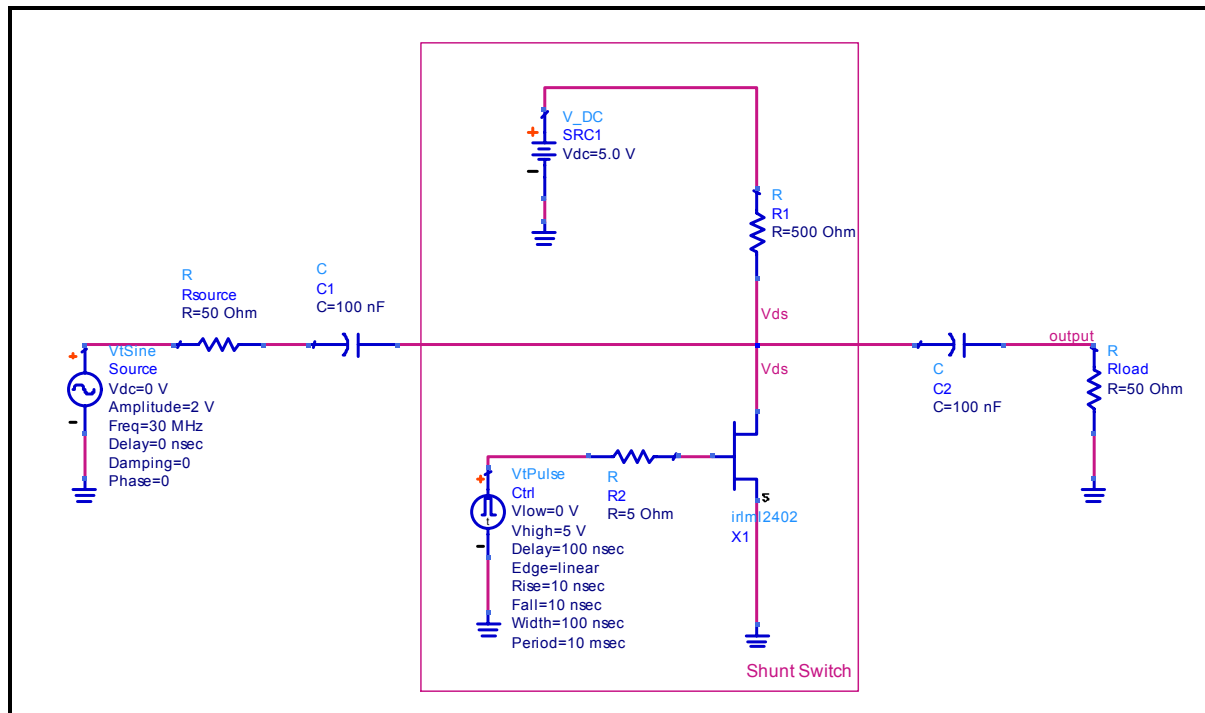 V_DC
SRC1
Vdc=5.0 V
R
R1
R=500 Ohm
R
Rsource
R=50 Ohm
C
C1
C=100 nF
Vds
Vds
output
VtSine
Source
Vdc=0 V
Amplitude=2 V
Freq=30 MHz
Delay=0 nsec
Damping=0
Phase=0
C
C2
C=100 nF
R
Rload
R=50 Ohm
VtPulse
Ctrl
Vlow=0 V
Vhigh=5 V
Delay=100 nsec
Edge=linear
Rise=10 nsec
Fall=10 nsec
Width=100 nsec
Period=10 msec
t
R
R2
R=5 Ohm
S
irlml2402
X1
Shunt Switch